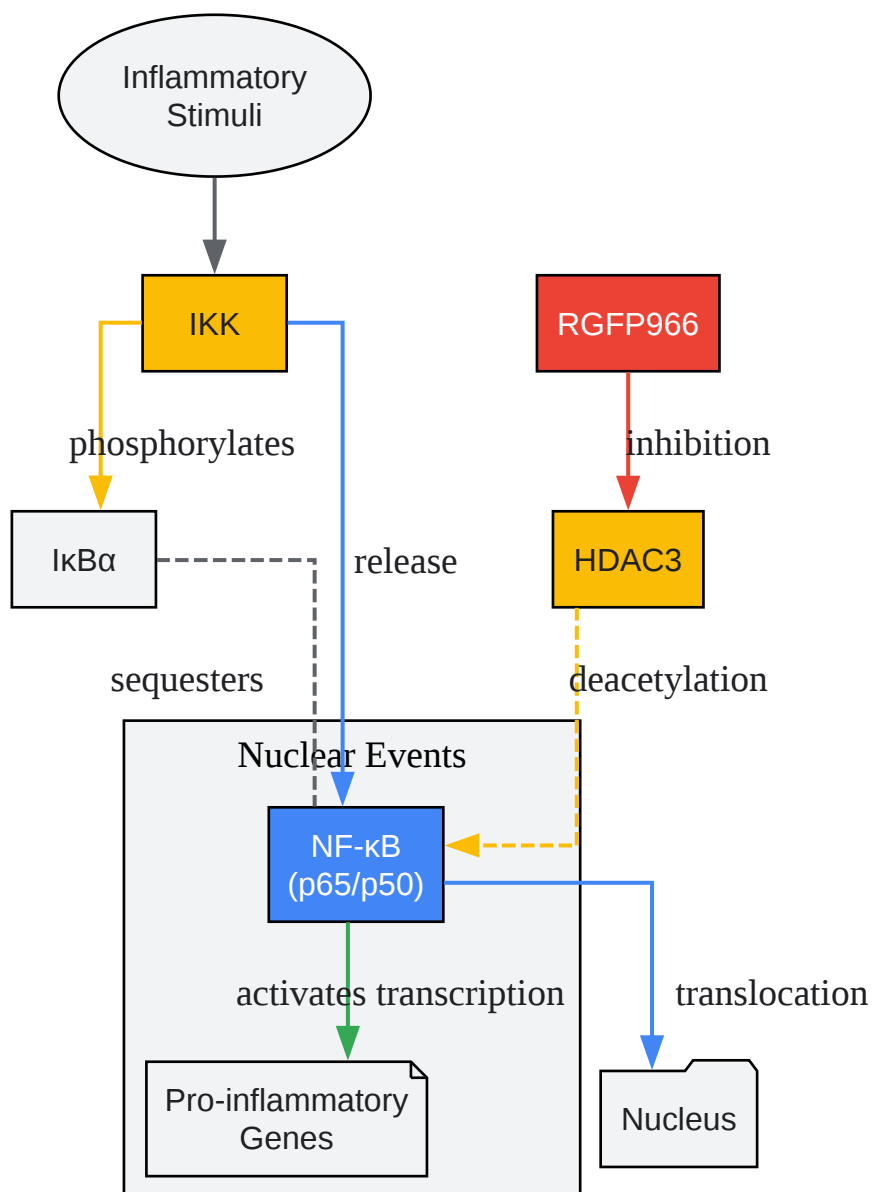 Inflammatory
Stimuli
IKK
RGFP966
phosphorylates
inhibition
IκBα
release
HDAC3
sequesters
deacetylation
Nuclear Events
NF-κB
(p65/p50)
activates transcription
translocation
Pro-inflammatory
Genes
Nucleus